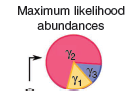 Maximum likelihood
abundances
γ₂
γ₃
γ₁